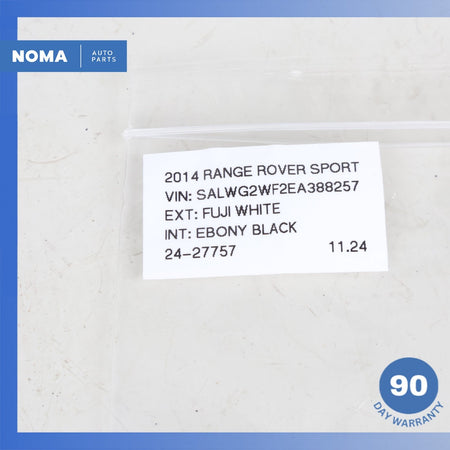 NOMA
AUTO
PARTS
2014 RANGE ROVER SPORT
VIN: SALWG2WF2EA388257
EXT: FUJI WHITE
INT: EBONY BLACK
24-27757 11.24
90
DAY WARRANTY